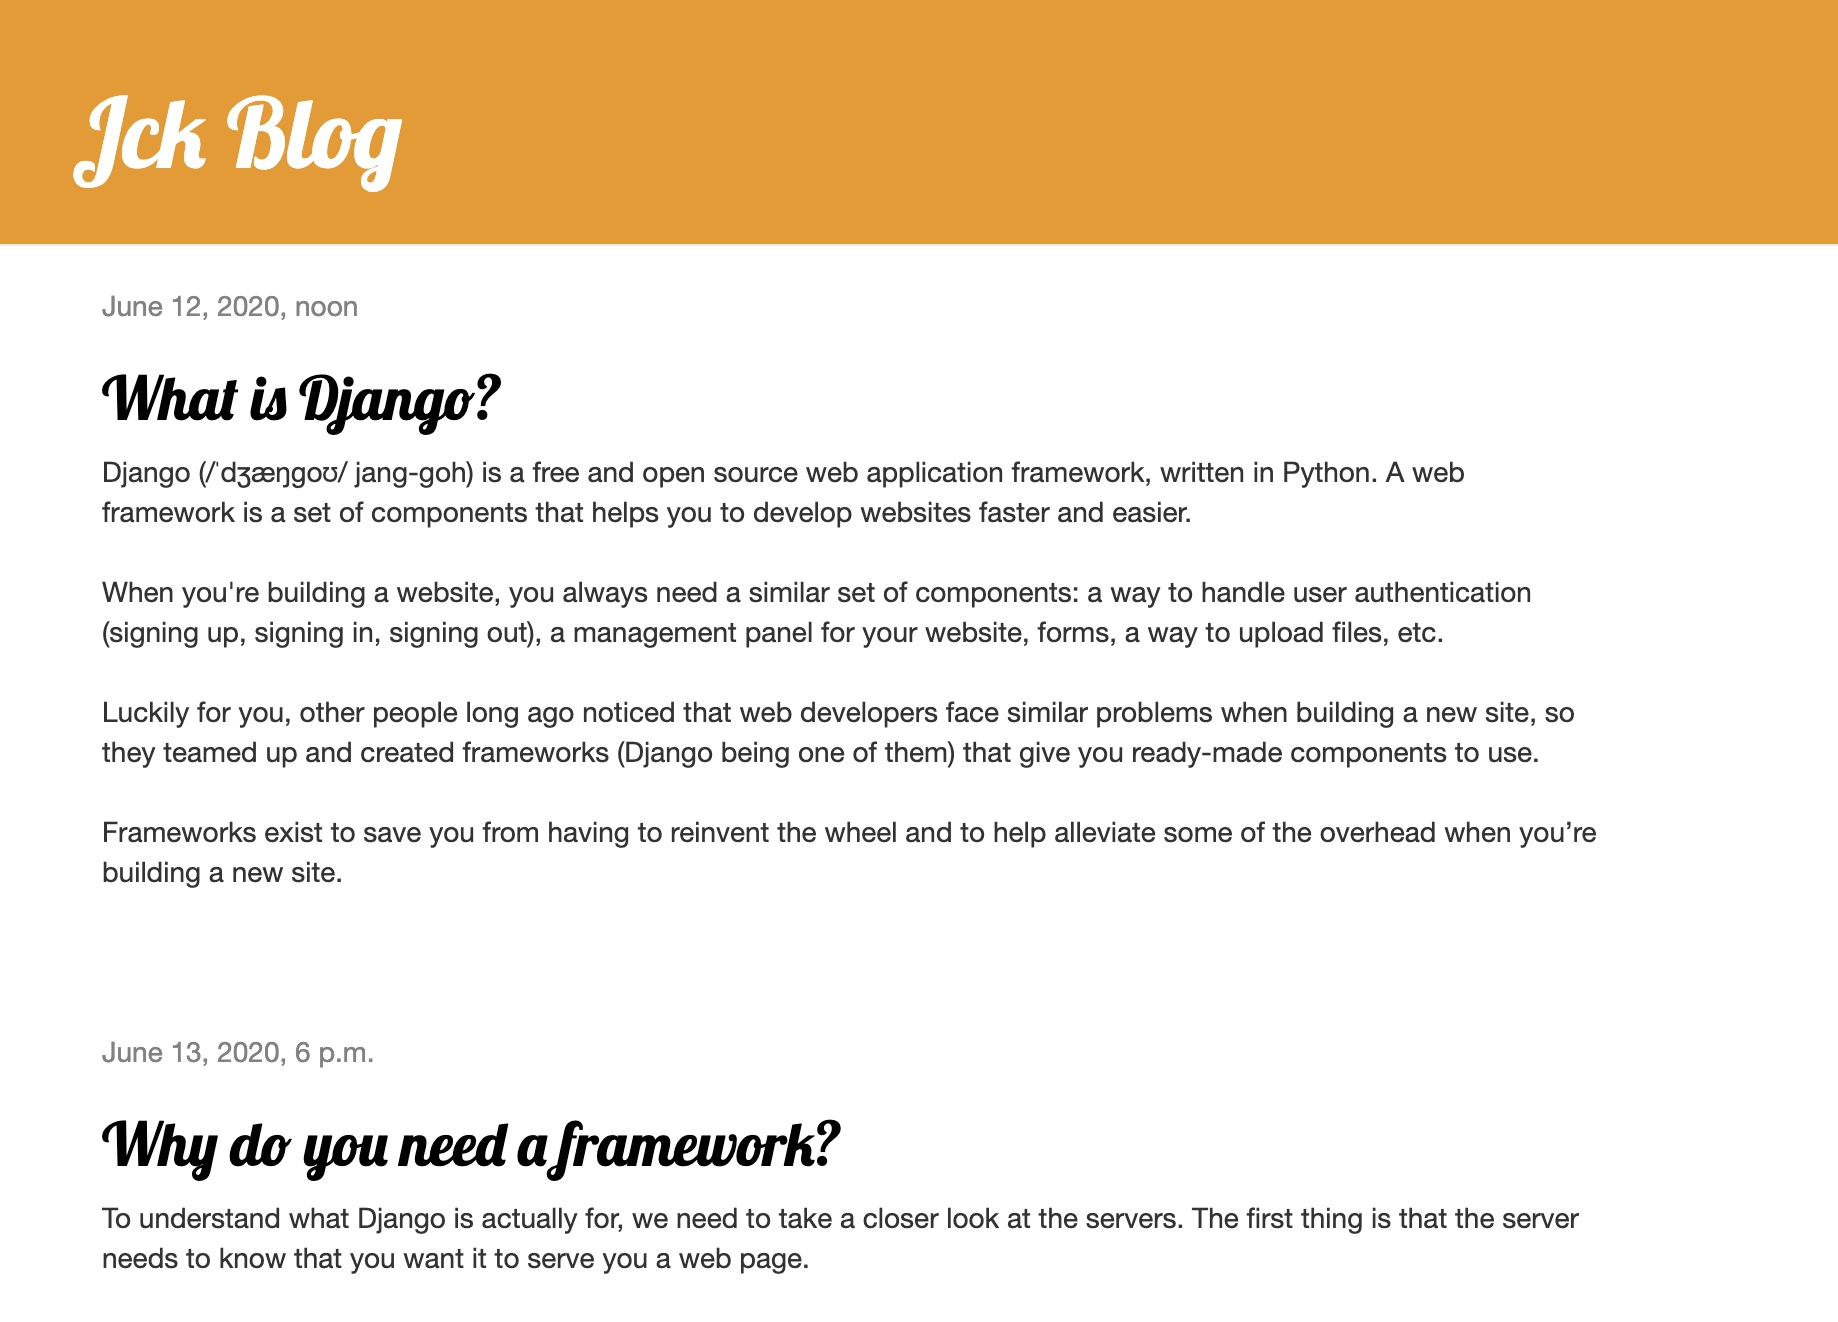 Jck Blog
June 12, 2020, noon
What is Django?
Django (/ˈdʒæŋɡoʊ/ jang-goh) is a free and open source web application framework, written in Python. A web
framework is a set of components that helps you to develop websites faster and easier.
When you're building a website, you always need a similar set of components: a way to handle user authentication
(signing up, signing in, signing out), a management panel for your website, forms, a way to upload files, etc.
Luckily for you, other people long ago noticed that web developers face similar problems when building a new site, so
they teamed up and created frameworks (Django being one of them) that give you ready-made components to use.
Frameworks exist to save you from having to reinvent the wheel and to help alleviate some of the overhead when you’re
building a new site.
June 13, 2020, 6 p.m.
Why do you need a framework?
To understand what Django is actually for, we need to take a closer look at the servers. The first thing is that the server
needs to know that you want it to serve you a web page.